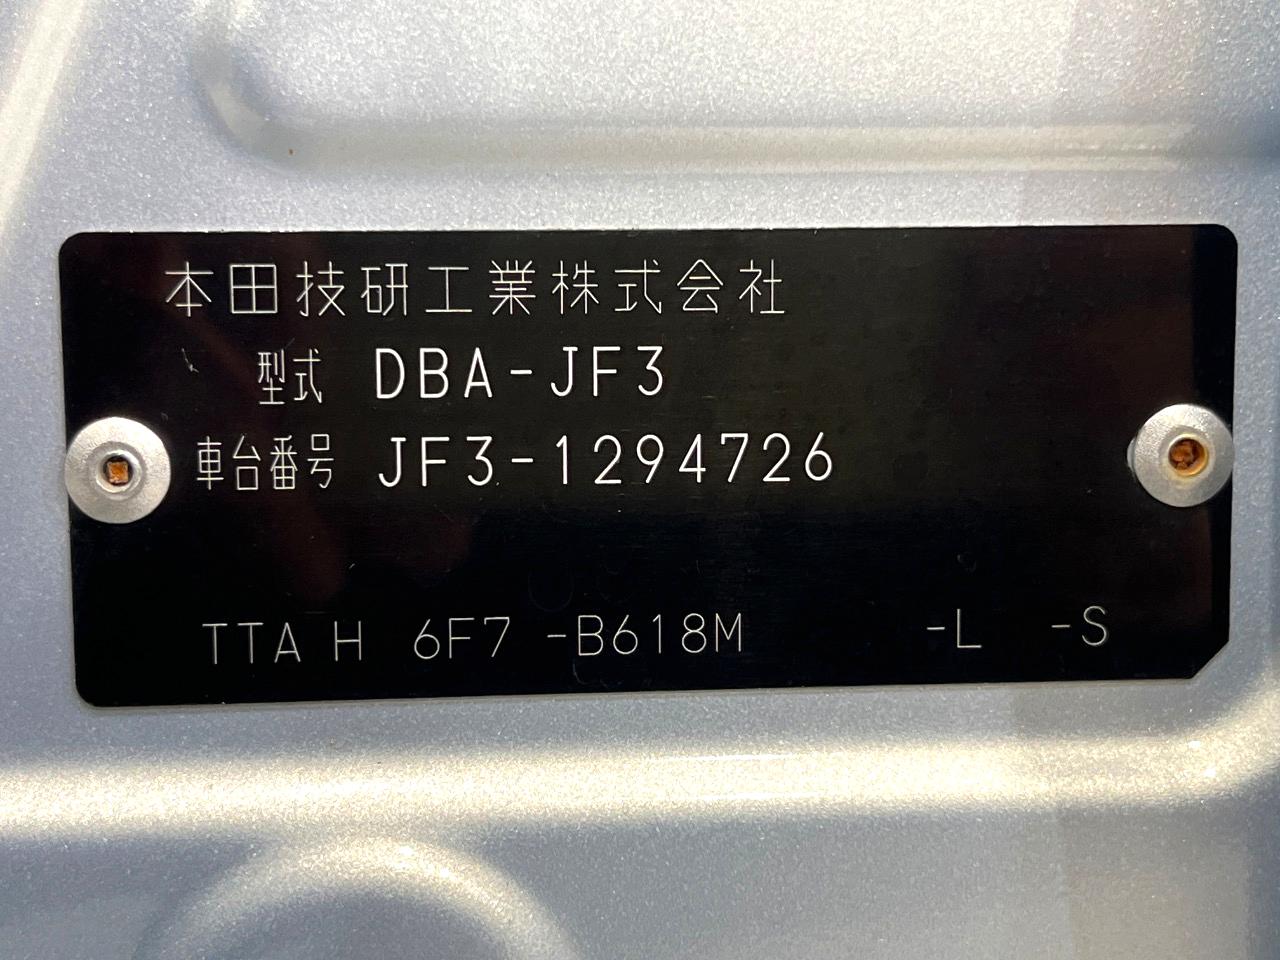 本田技研工業株式会社
型式 DBA-JF3
車台番号 JF3-1294726
TTA H 6F7 -B618M -L -S